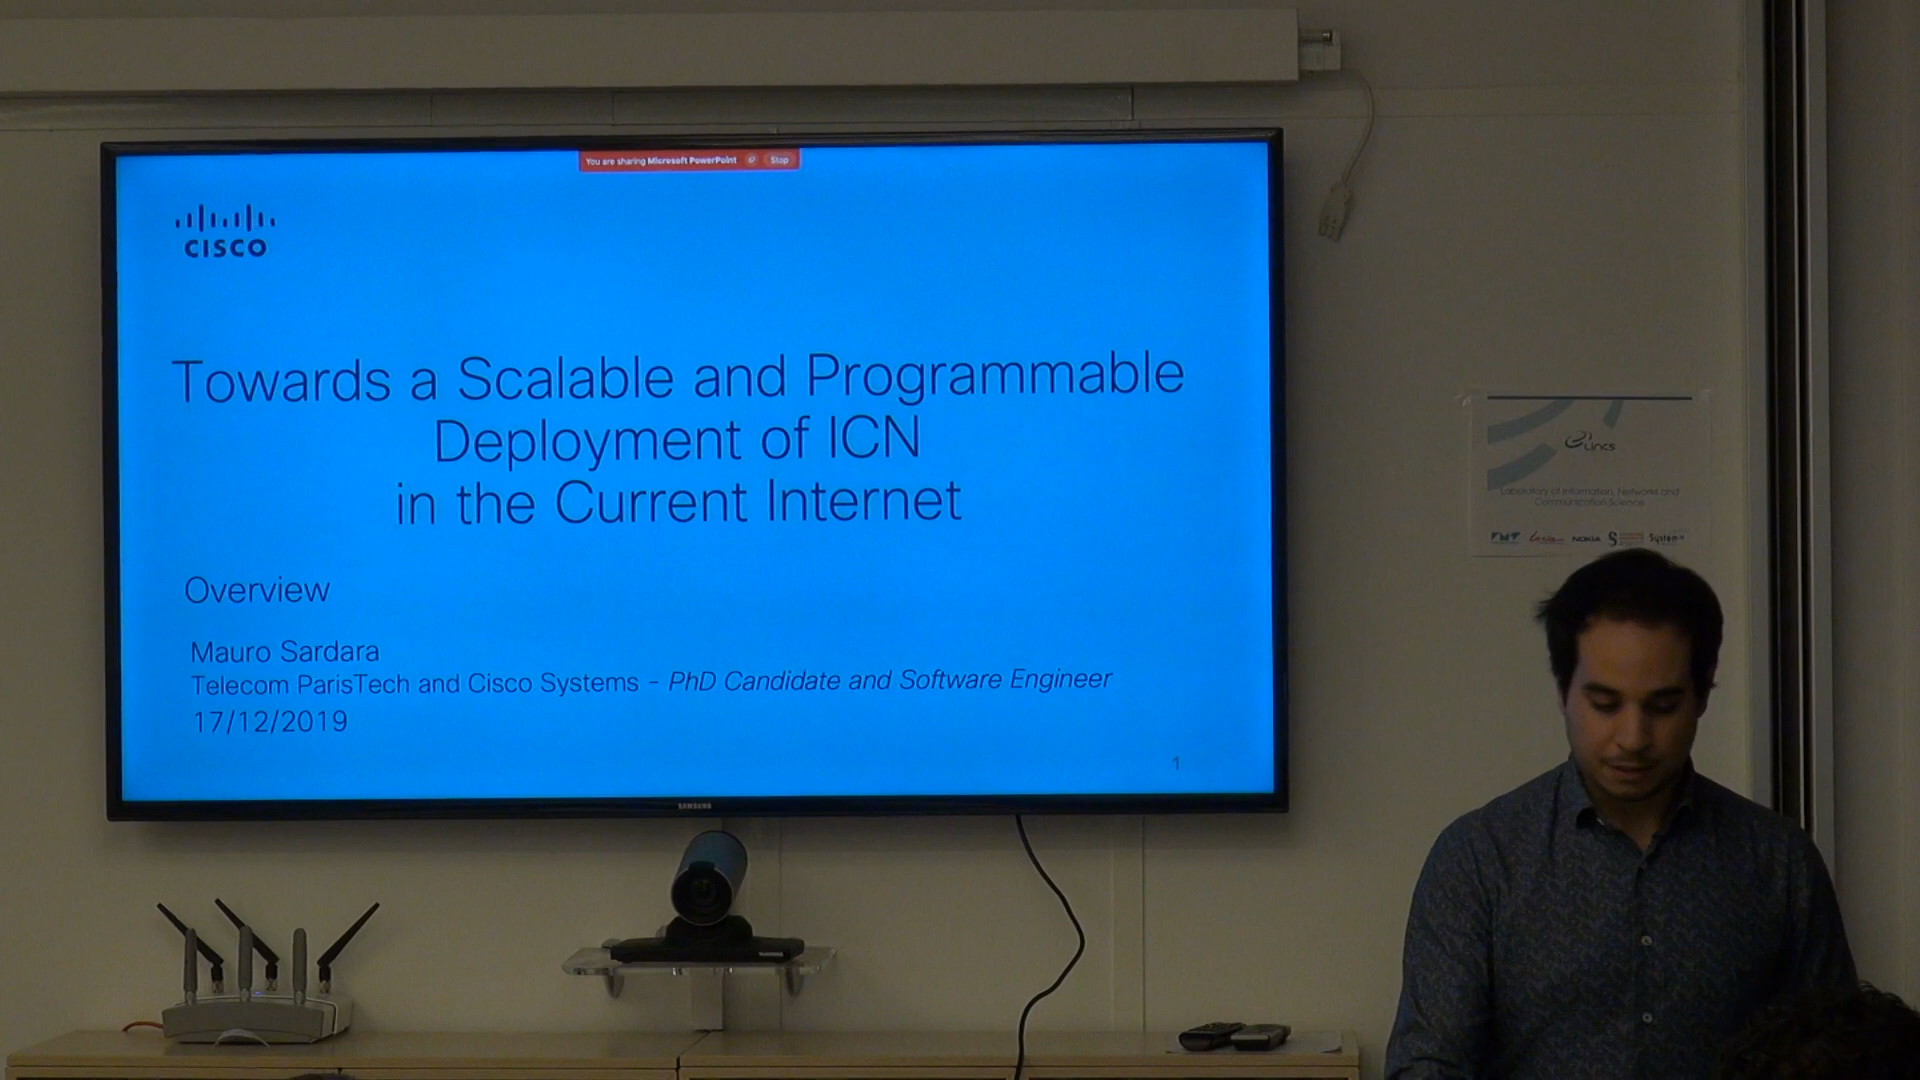 You are sharing Microsoft PowerPoint Stop
CISCO
Towards a Scalable and Programmable
Deployment of ICN
in the Current Internet
Overview
Mauro Sardara
Telecom ParisTech and Cisco Systems - PhD Candidate and Software Engineer
17/12/2019
1
SAMSUNG
Lincs
Laboratory of Information, Networks and
Communication Science
NOKIA